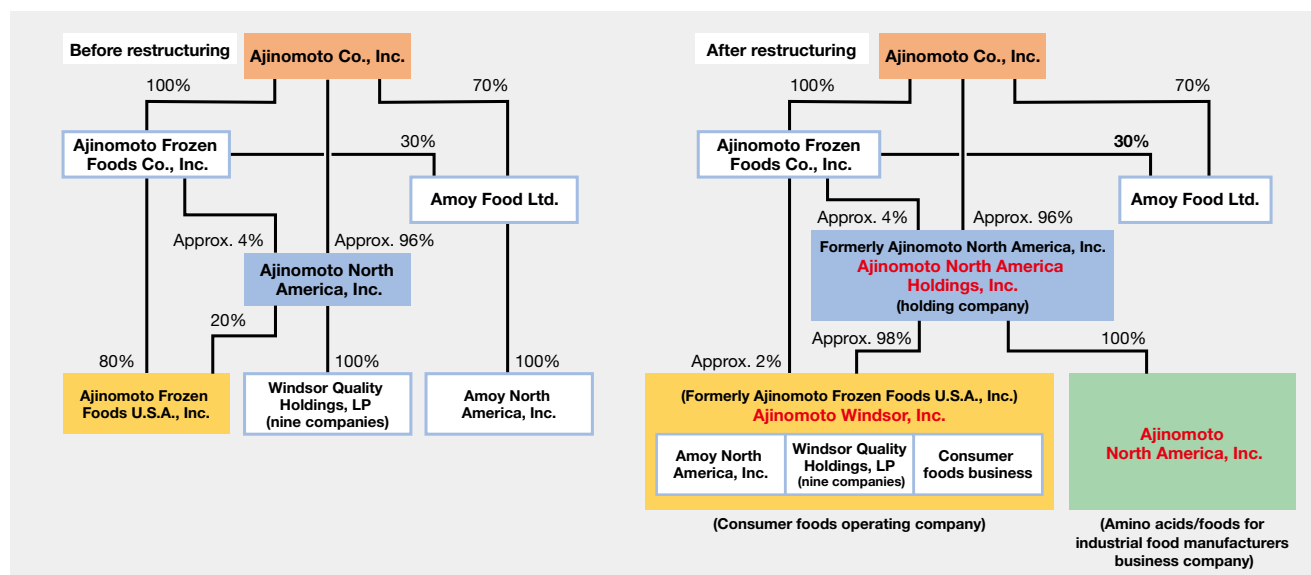 Before restructuring
Ajinomoto Co., Inc.
100%
70%
Ajinomoto Frozen
Foods Co., Inc.
30%
Amoy Food Ltd.
Approx. 4%
Approx. 96%
Ajinomoto North
America, Inc.
20%
80%
100%
100%
Ajinomoto Frozen
Foods U.S.A., Inc.
Windsor Quality
Holdings, LP
(nine companies)
Amoy North
America, Inc.
After restructuring
Ajinomoto Co., Inc.
100%
70%
Ajinomoto Frozen
Foods Co., Inc.
30%
Amoy Food Ltd.
Approx. 4%
Approx. 96%
Formerly Ajinomoto North America, Inc.
Ajinomoto North America
Holdings, Inc.
(holding company)
Approx. 2%
Approx. 98%
100%
(Formerly Ajinomoto Frozen Foods U.S.A., Inc.)
Ajinomoto Windsor, Inc.
Amoy North
America, Inc.
Windsor Quality
Holdings, LP
(nine companies)
Consumer
foods business
(Consumer foods operating company)
Ajinomoto
North America, Inc.
(Amino acids/foods for
industrial food manufacturers
business company)